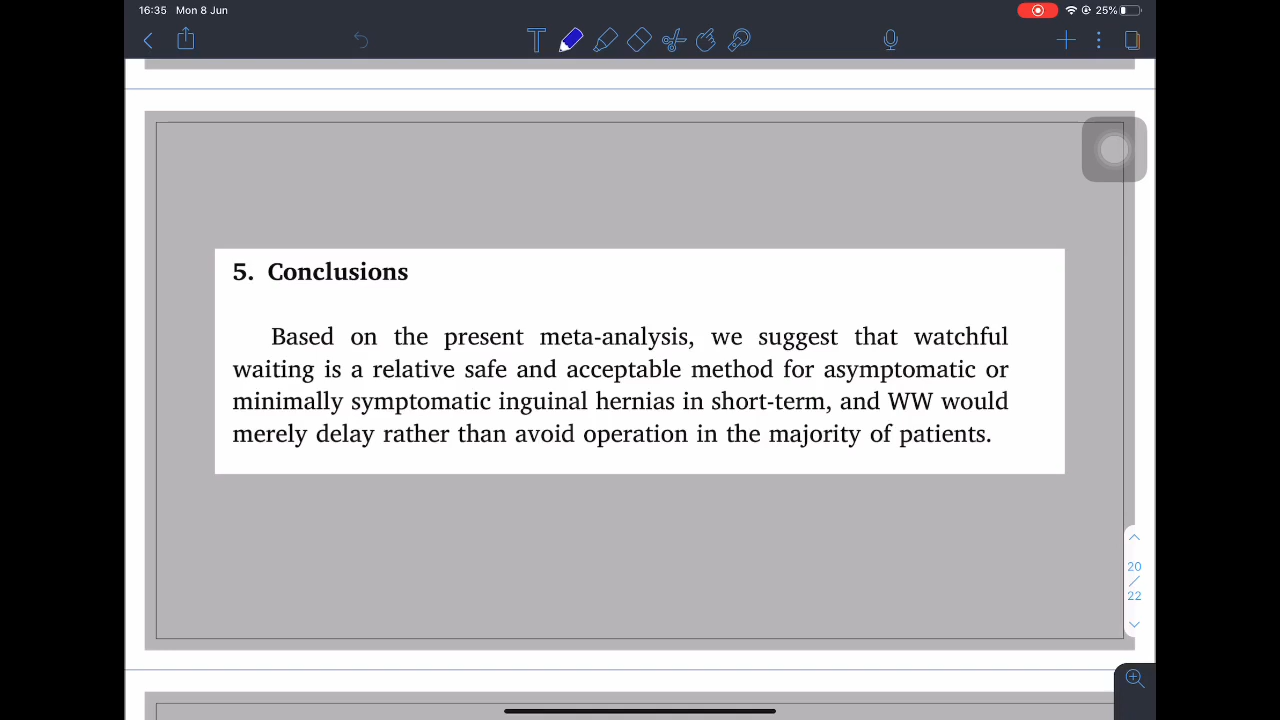 16:35 Mon 8 Jun
25%
T
5. Conclusions
Based on the present meta-analysis, we suggest that watchful
waiting is a relative safe and acceptable method for asymptomatic or
minimally symptomatic inguinal hernias in short-term, and WW would
merely delay rather than avoid operation in the majority of patients.
20
/
22